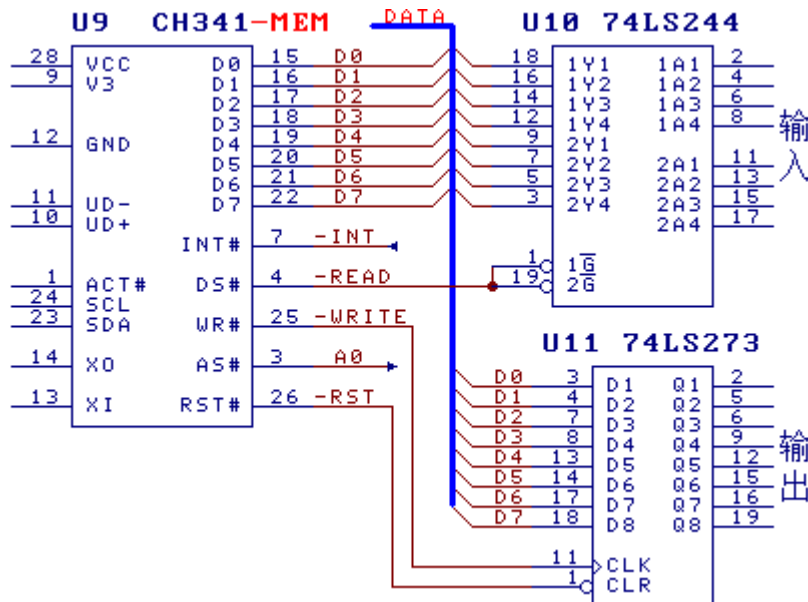 U9 CH341-MEM
DATA
U10 74LS244
28 VCC D0 15 D0
9 V3 D1 16 D1
D2 17 D2
D3 18 D3
12 GND D4 19 D4
D5 20 D5
D6 21 D6
11 UD- D7 22 D7
10 UD+
INT# 7 -INT
1 ACT# DS# 4 -READ
24 SCL
23 SDA WR# 25 -WRITE
14 XO AS# 3 A0
13 XI RST# 26 -RST
18 1Y1 1A1 2
16 1Y2 1A2 4
14 1Y3 1A3 6
12 1Y4 1A4 8
9 2Y1
7 2Y2 2A1 11
5 2Y3 2A2 13
3 2Y4 2A3 15
2A4 17
1 1G
19 2G
输入
U11 74LS273
D0 3 D1 Q1 2
D1 4 D2 Q2 5
D2 7 D3 Q3 6
D3 8 D4 Q4 9
D4 13 D5 Q5 12
D5 14 D6 Q6 15
D6 17 D7 Q7 16
D7 18 D8 Q8 19
11 CLK
1 CLR
输出